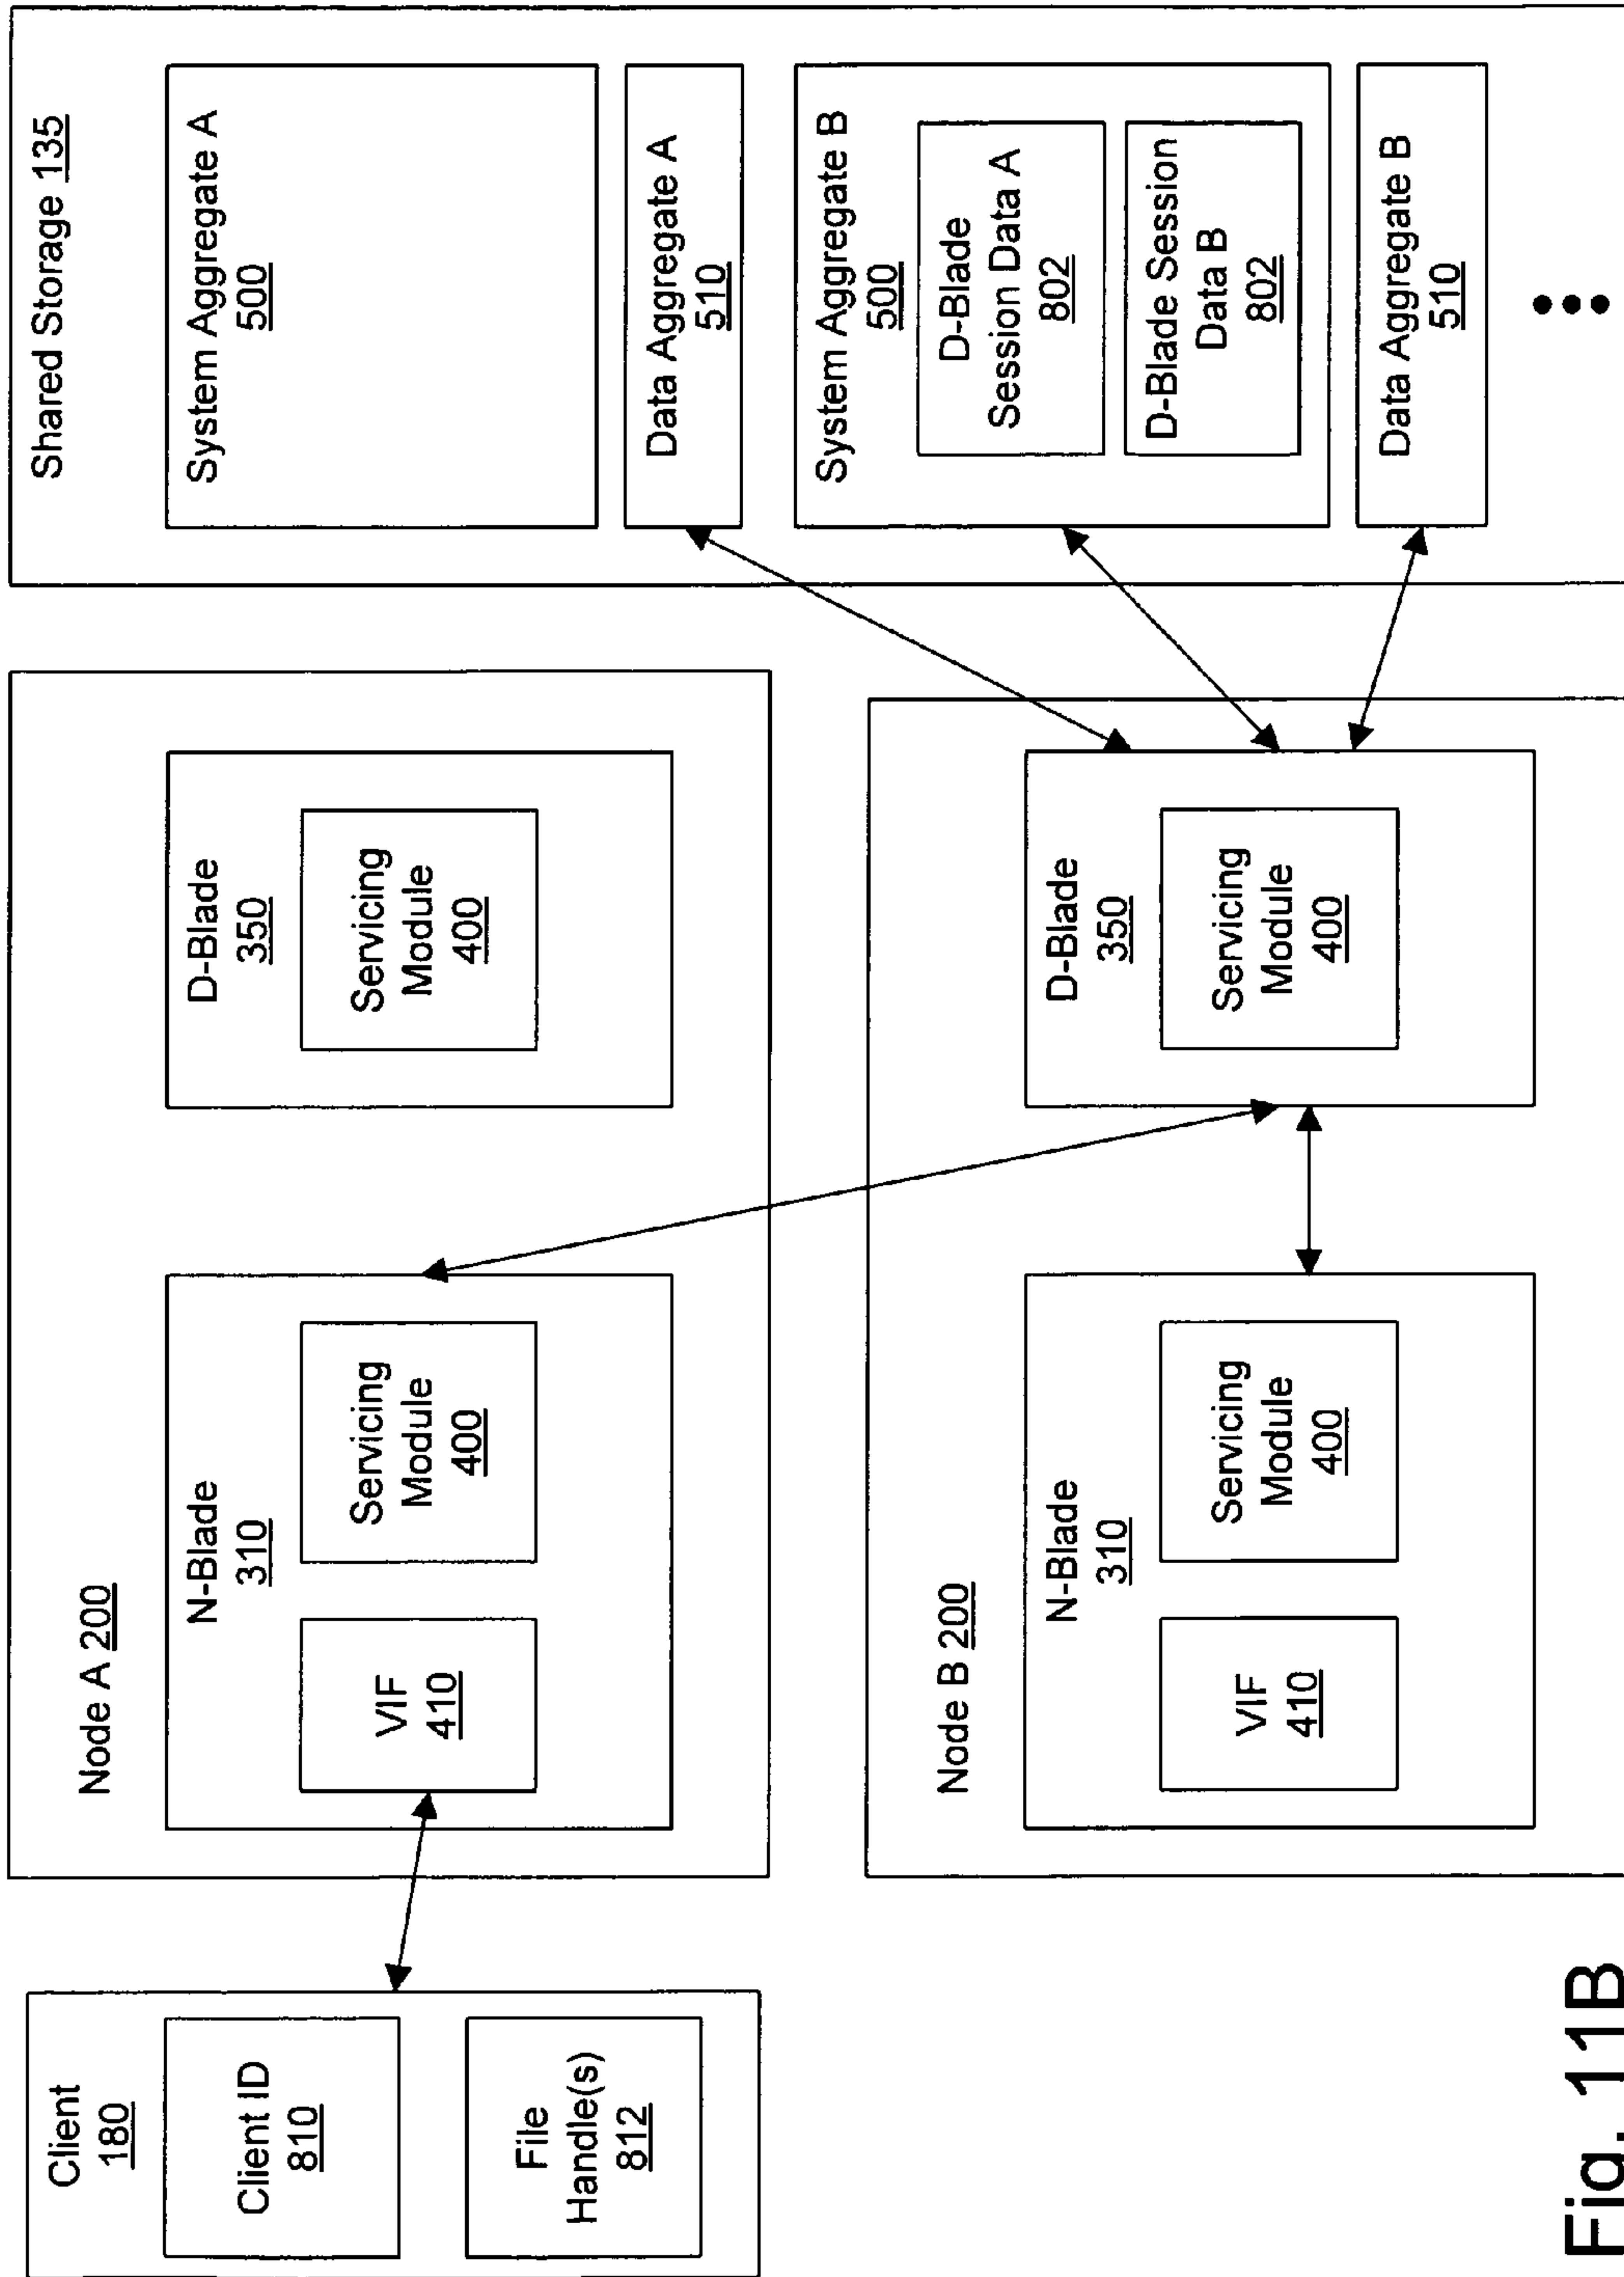 Client
180
Client ID
810
File
Handle(s)
812
Node A 200
N-Blade
310
VIF
410
Servicing
Module
400
D-Blade
350
Servicing
Module
400
Node B 200
N-Blade
310
VIF
410
Servicing
Module
400
D-Blade
350
Servicing
Module
400
Shared Storage 135
System Aggregate A
500
Data Aggregate A
510
System Aggregate B
500
D-Blade
Session Data A
802
D-Blade Session
Data B
802
Data Aggregate B
510
Fig. 11B